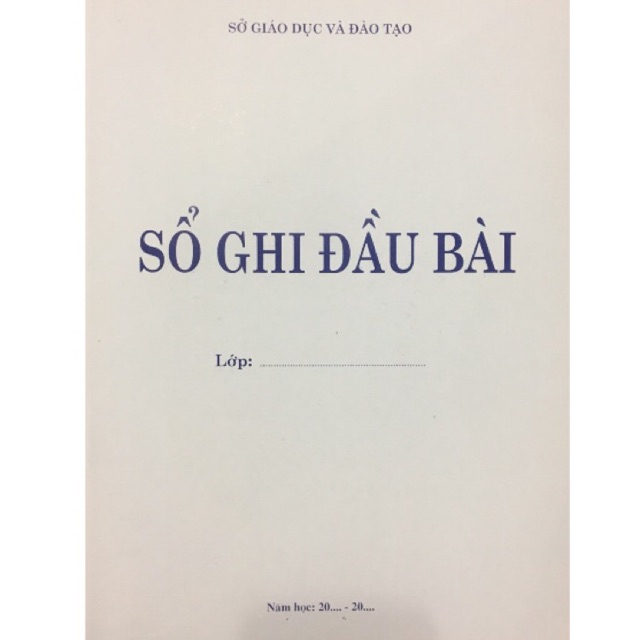 SỞ GIÁO DỤC VÀ ĐÀO TẠO
SỔ GHI ĐẦU BÀI
Lớp: ........................................................
Năm học: 20.... - 20....